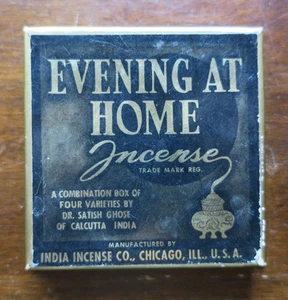 EVENING AT
HOME
Incense
TRADE MARK REG.
A COMBINATION BOX OF
FOUR VARIETIES BY
DR. SATISH GHOSE
OF CALCUTTA INDIA
MANUFACTURED BY
INDIA INCENSE CO., CHICAGO, ILL., U.S.A.